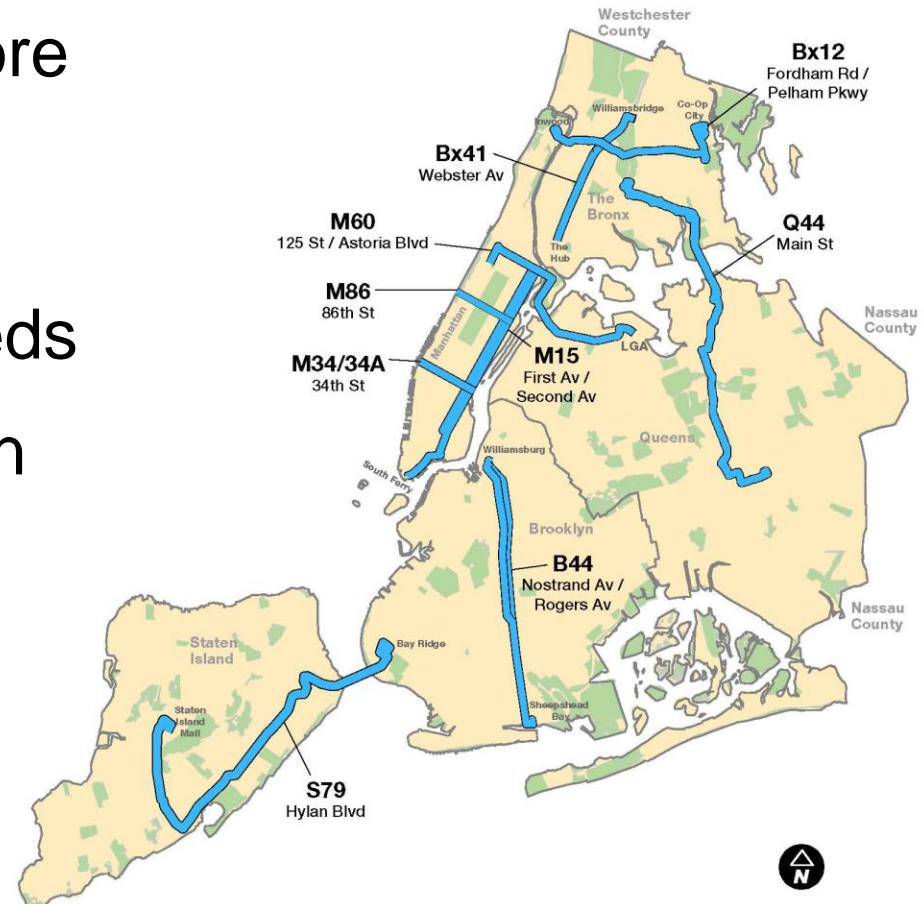 ore
eds
n
Westchester
County
Bx12
Fordham Rd /
Pelham Pkwy
Williamsbridge
Co-Op
City
Inwood
Bx41
Webster Av
The
Bronx
M60
125 St / Astoria Blvd
Q44
Main St
The
Hub
M86
86th St
Manhattan
Nassau
County
M34/34A
34th St
M15
First Av /
Second Av
LGA
Queens
South Ferry
Williamsburg
Brooklyn
B44
Nostrand Av /
Rogers Av
Nassau
County
Staten
Island
Bay Ridge
Staten
Island
Mall
Sheepshead
Bay
S79
Hylan Blvd
N